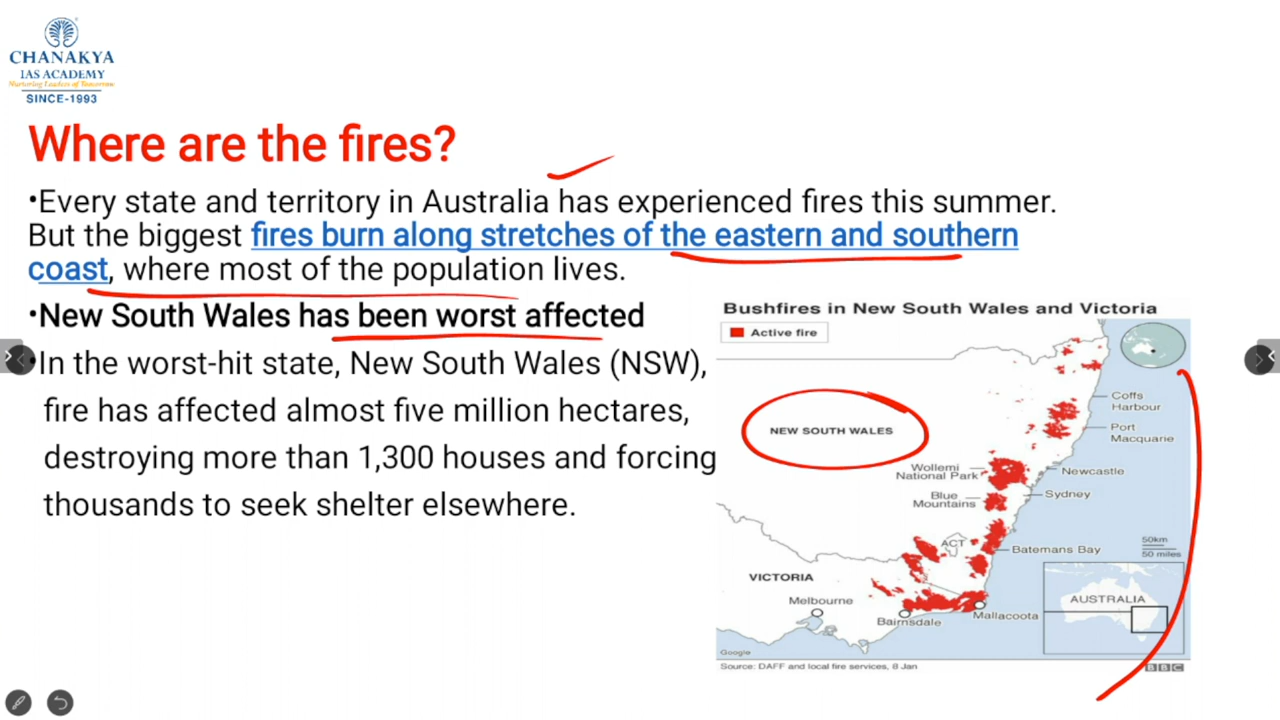 CHANAKYA
IAS ACADEMY
Nurturing Leaders of Tomorrow
SINCE-1993
Where are the fires?
•Every state and territory in Australia has experienced fires this summer.
But the biggest fires burn along stretches of the eastern and southern
coast, where most of the population lives.
•New South Wales has been worst affected
•In the worst-hit state, New South Wales (NSW),
fire has affected almost five million hectares,
destroying more than 1,300 houses and forcing
thousands to seek shelter elsewhere.
Bushfires in New South Wales and Victoria
Active fire
Coffs
Harbour
Port
Macquarie
NEW SOUTH WALES
Wollemi
National Park
Newcastle
Blue
Mountains
Sydney
ACT
Batemans Bay
50km
50 miles
VICTORIA
Melbourne
Bairnsdale
Mallacoota
AUSTRALIA
Google
Source: DAFF and local fire services, 8 Jan
BBC